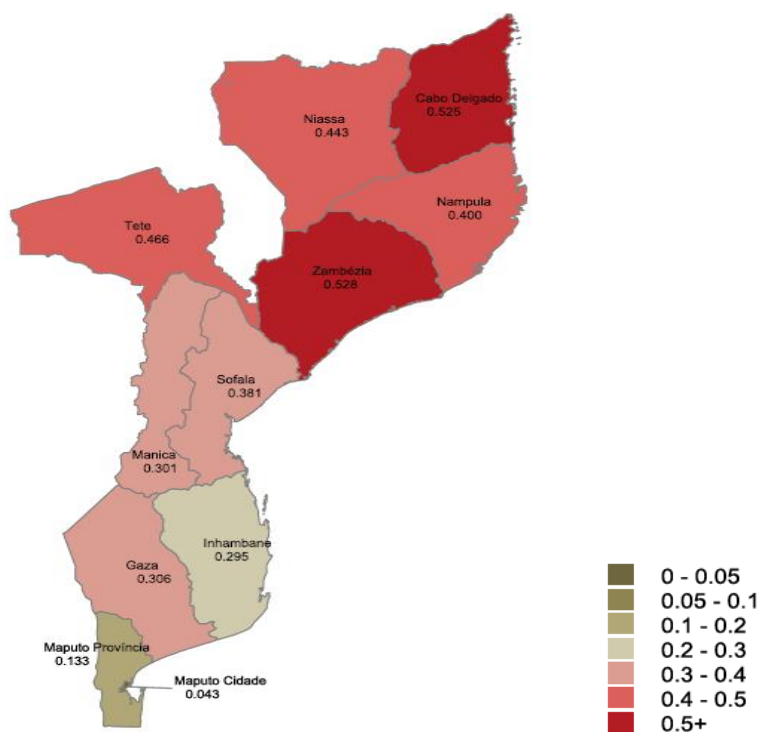 Cabo Delgado
0.525
Niassa
0.443
Nampula
0.400
Tete
0.466
Zambézia
0.528
Sofala
0.381
Manica
0.301
Inhambane
0.295
Gaza
0.306
Maputo Província
0.133
Maputo Cidade
0.043
0 - 0.05
0.05 - 0.1
0.1 - 0.2
0.2 - 0.3
0.3 - 0.4
0.4 - 0.5
0.5+